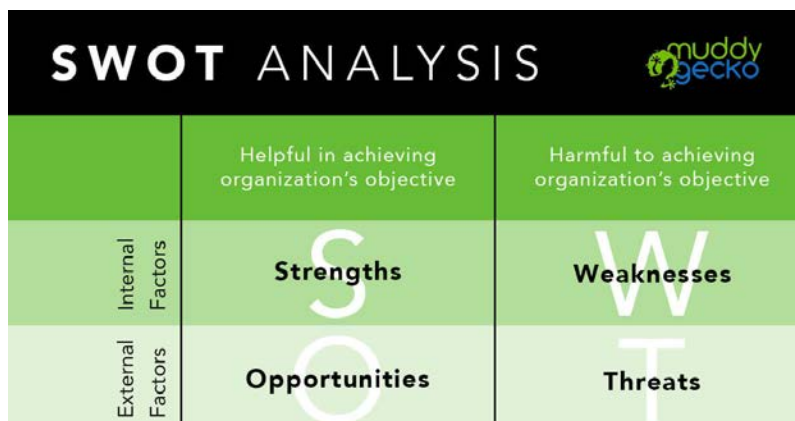 SWOT ANALYSIS
muddy
gecko
Helpful in achieving
organization's objective
Harmful to achieving
organization's objective
Internal
Factors
S
Strengths
W
Weaknesses
External
Factors
O
Opportunities
T
Threats